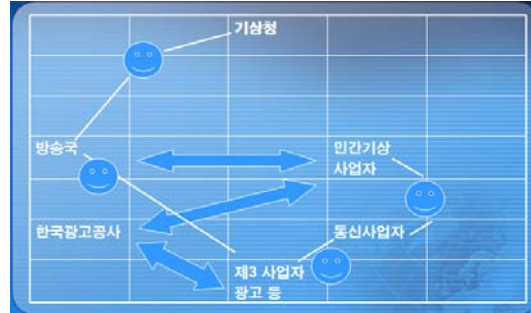 기상청
방송국
민간기상
사업자
한국광고공사
통신사업자
제3 사업자
광고 등